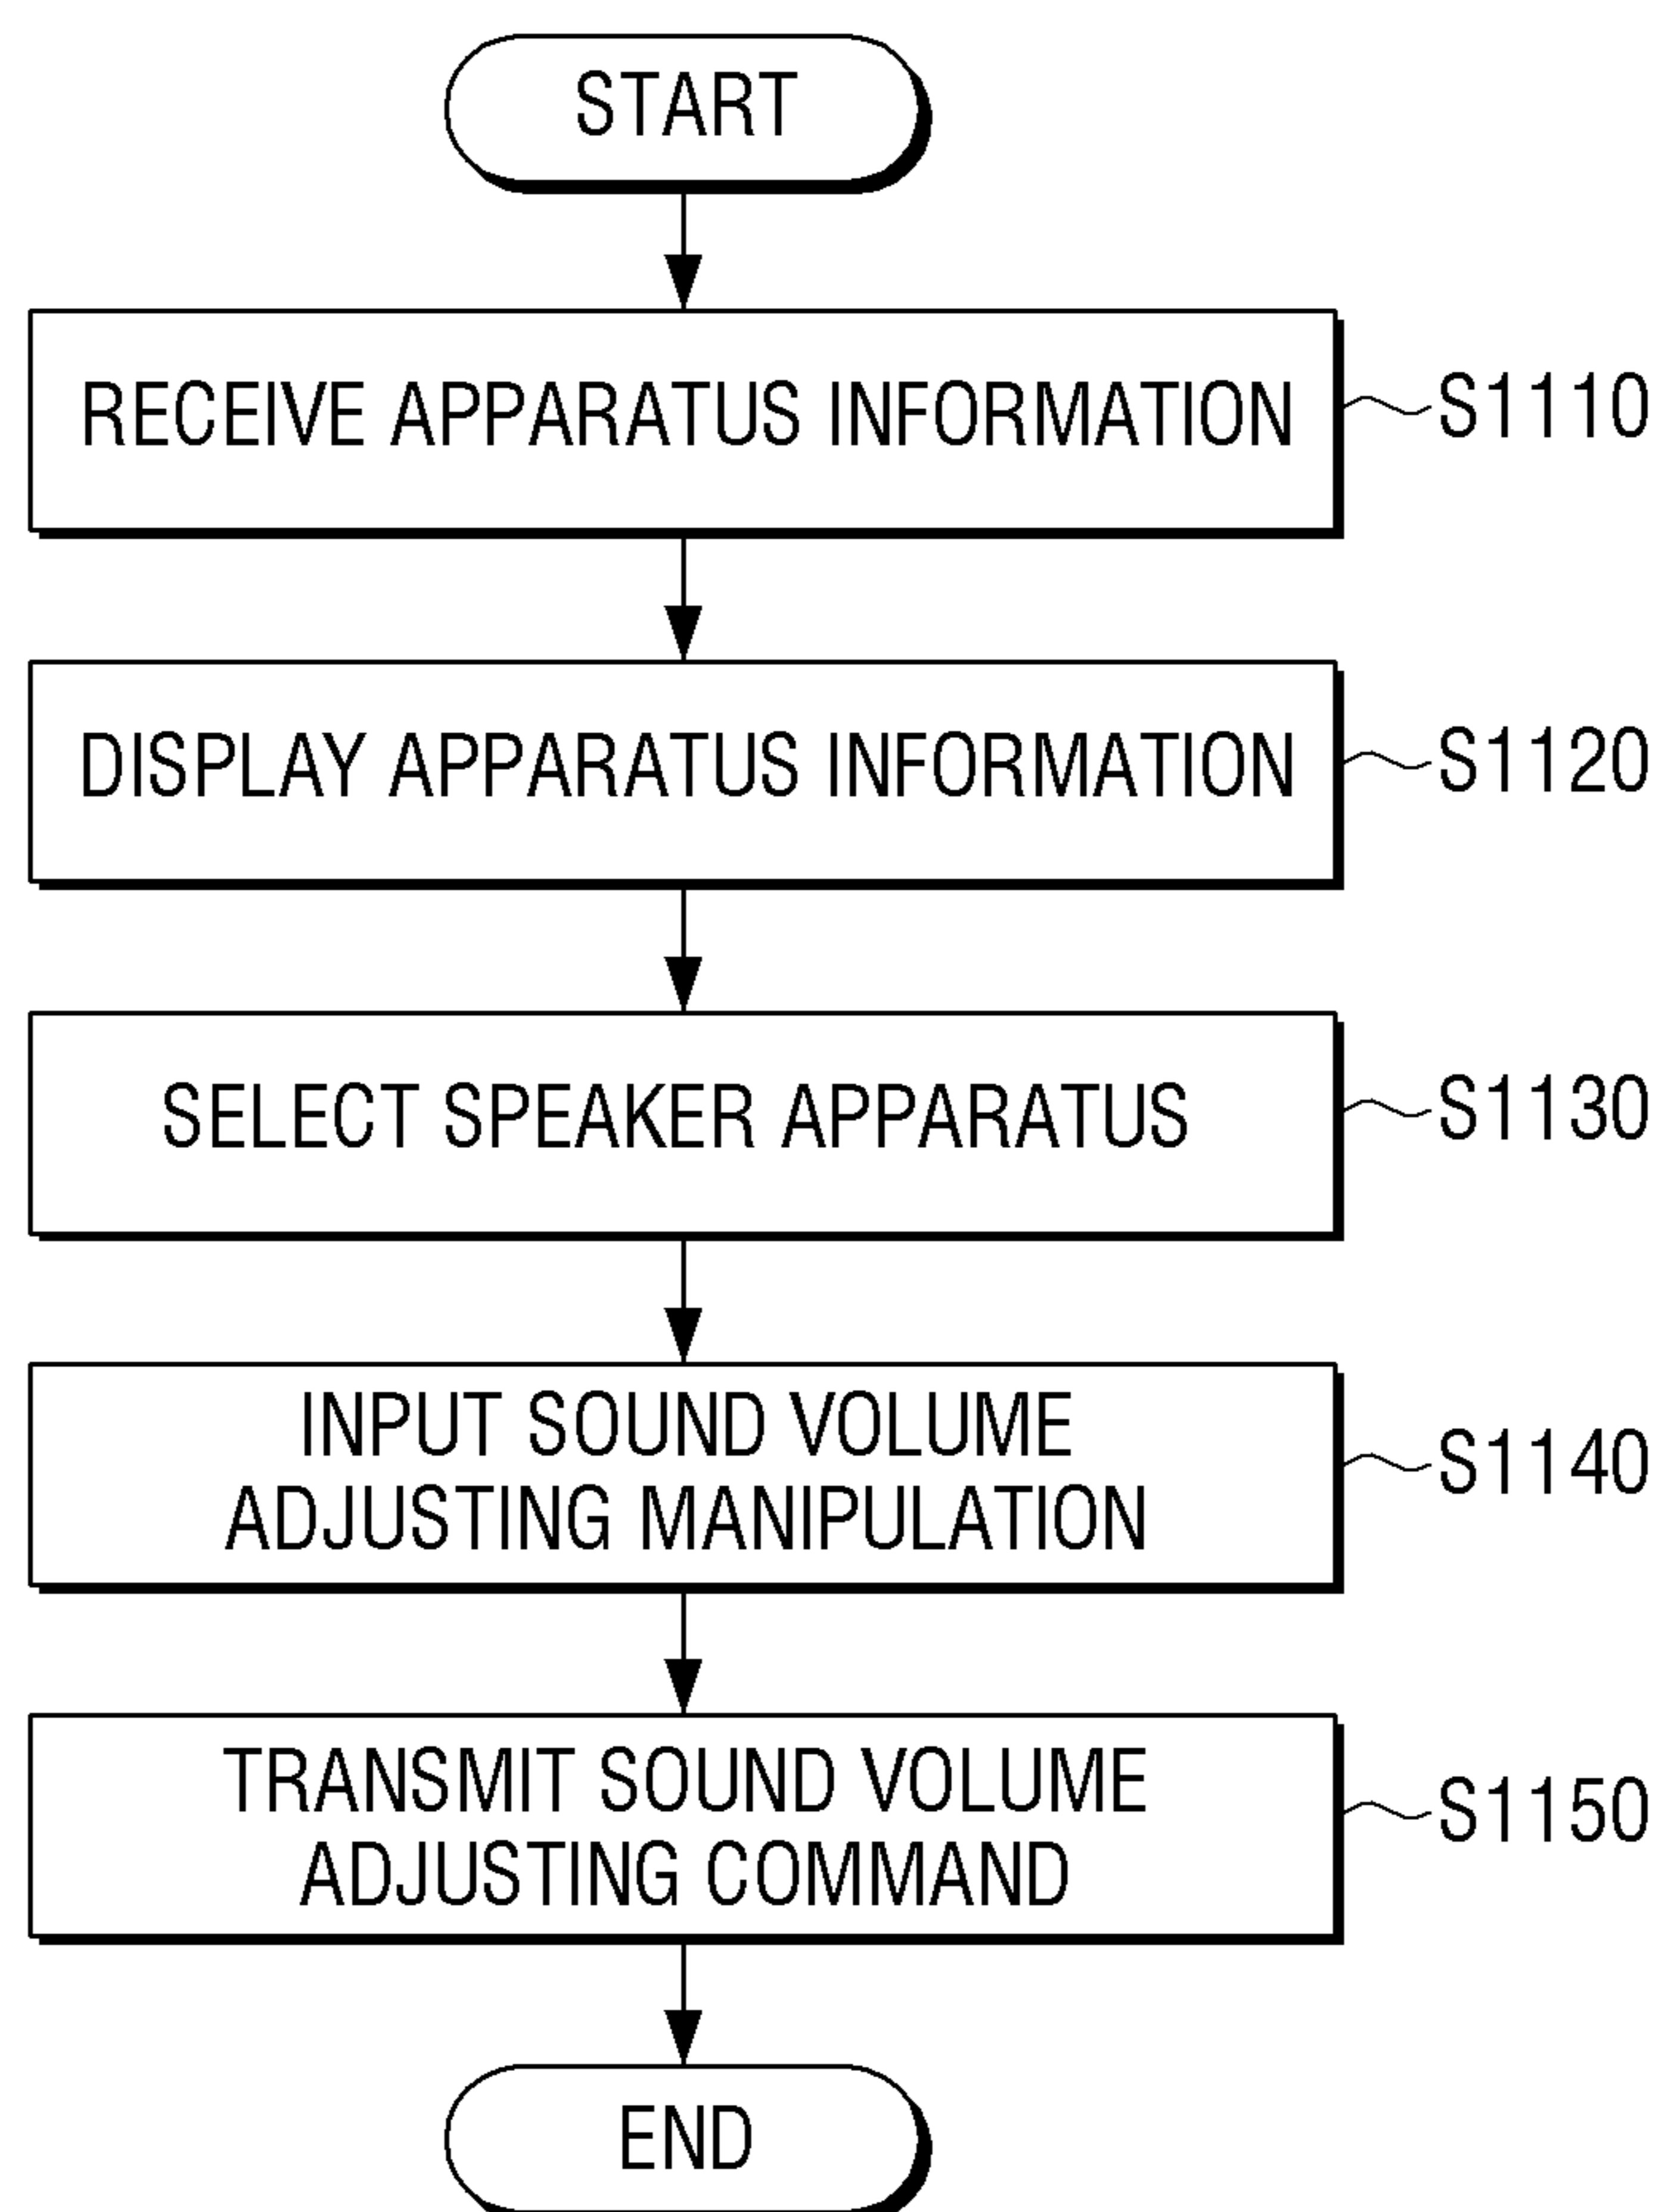 START
RECEIVE APPARATUS INFORMATION
S1110
DISPLAY APPARATUS INFORMATION
S1120
SELECT SPEAKER APPARATUS
S1130
INPUT SOUND VOLUME
ADJUSTING MANIPULATION
S1140
TRANSMIT SOUND VOLUME
ADJUSTING COMMAND
S1150
END